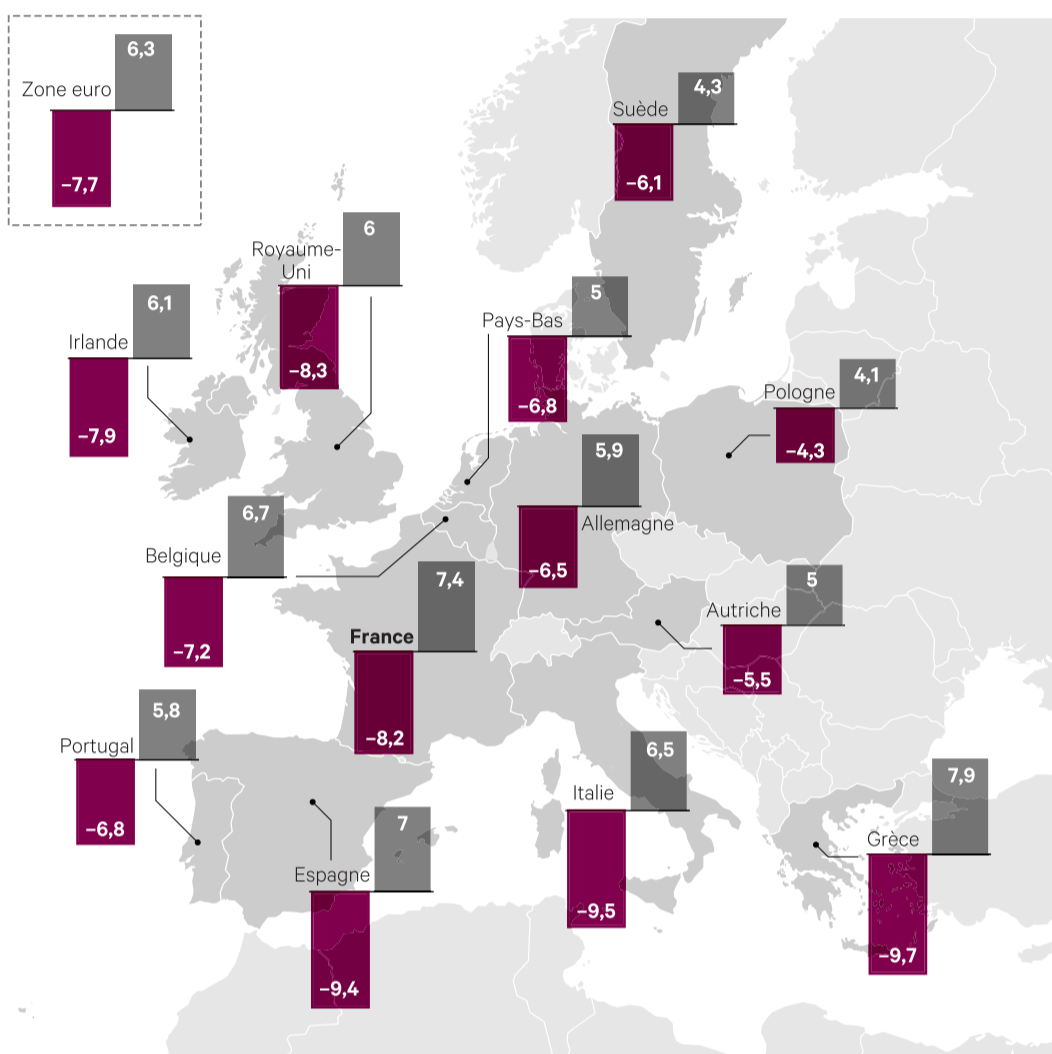 6,3
Zone euro
–7,7
4,3
Suède
–6,1
6
Royaume-
Uni
–8,3
6,1
Irlande
–7,9
5
Pays-Bas
–6,8
4,1
Pologne
–4,3
5,9
Allemagne
–6,5
6,7
Belgique
–7,2
7,4
France
–8,2
5
Autriche
–5,5
5,8
Portugal
–6,8
6,5
Italie
–9,5
7,9
Grèce
–9,7
7
Espagne
–9,4